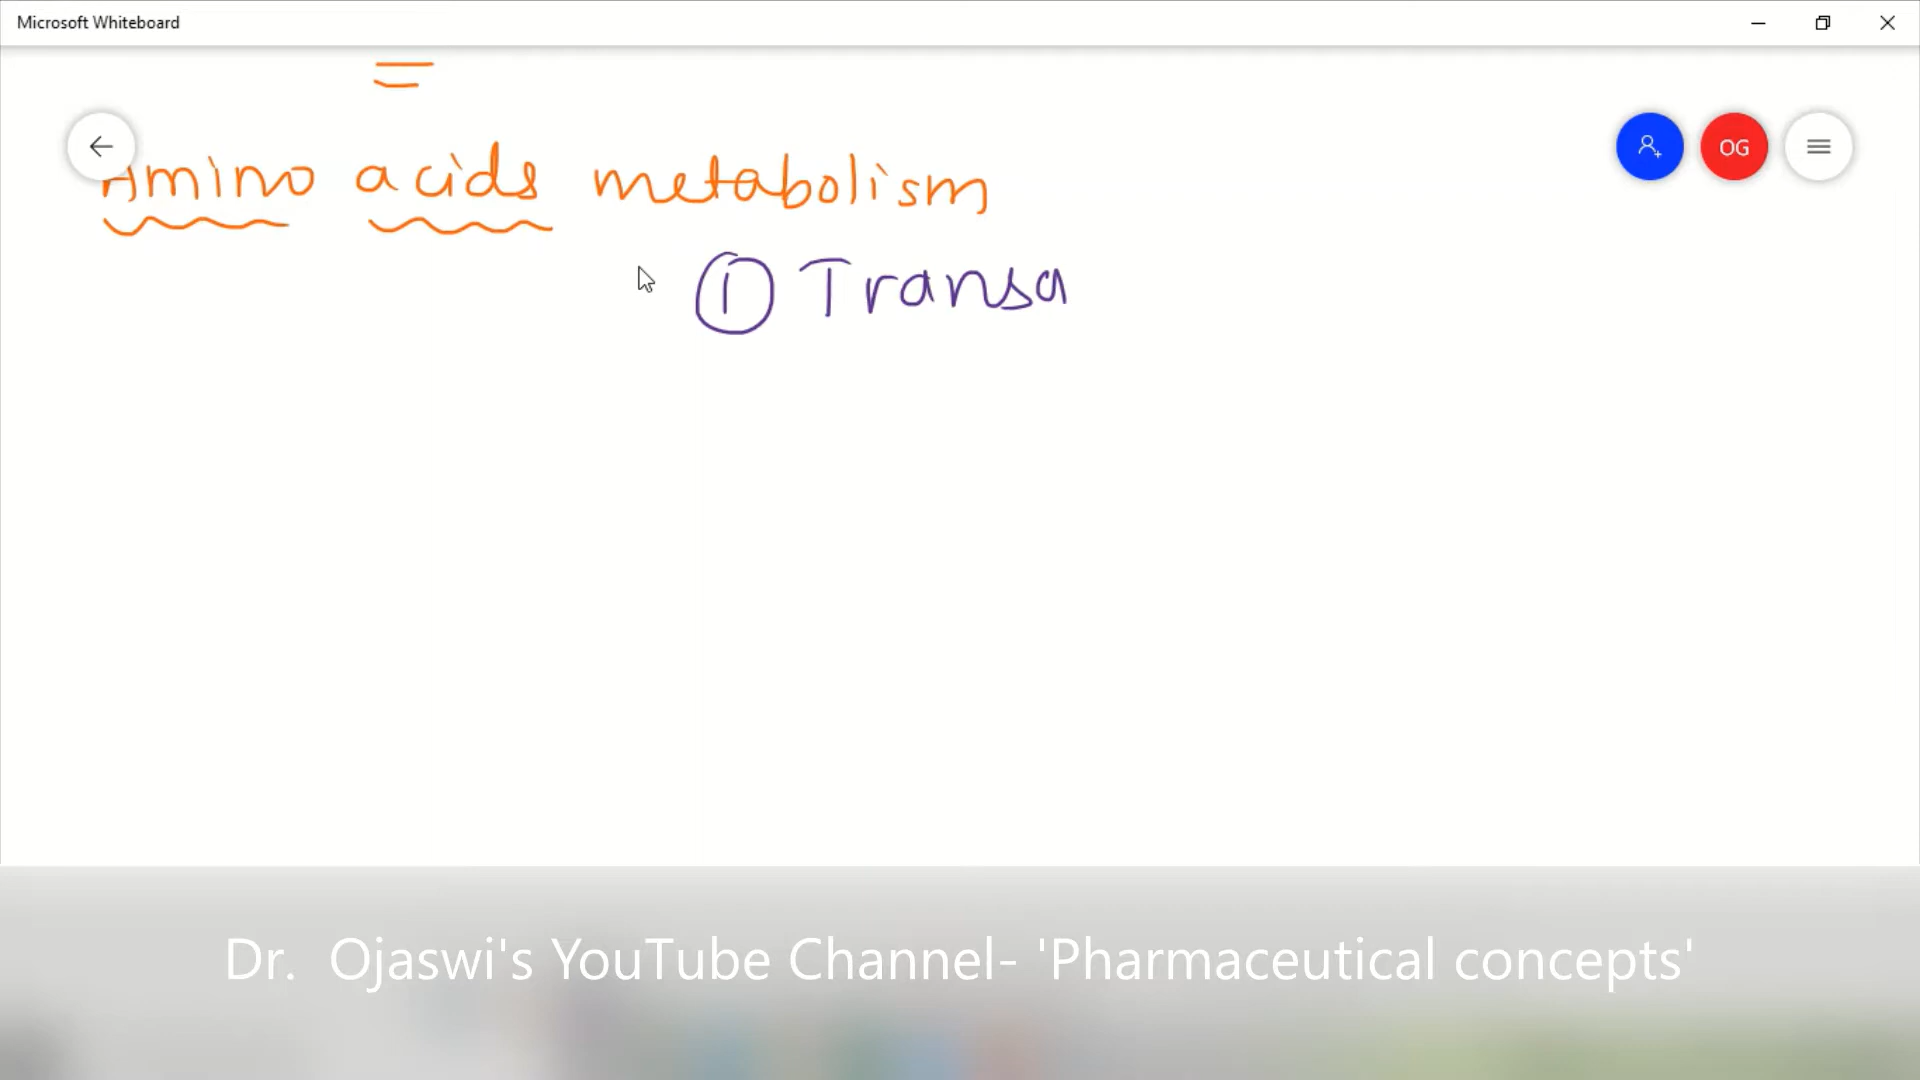 Microsoft Whiteboard
OG
Amino acids metabolism
① Transa
Dr. Ojaswi's YouTube Channel- 'Pharmaceutical concepts'